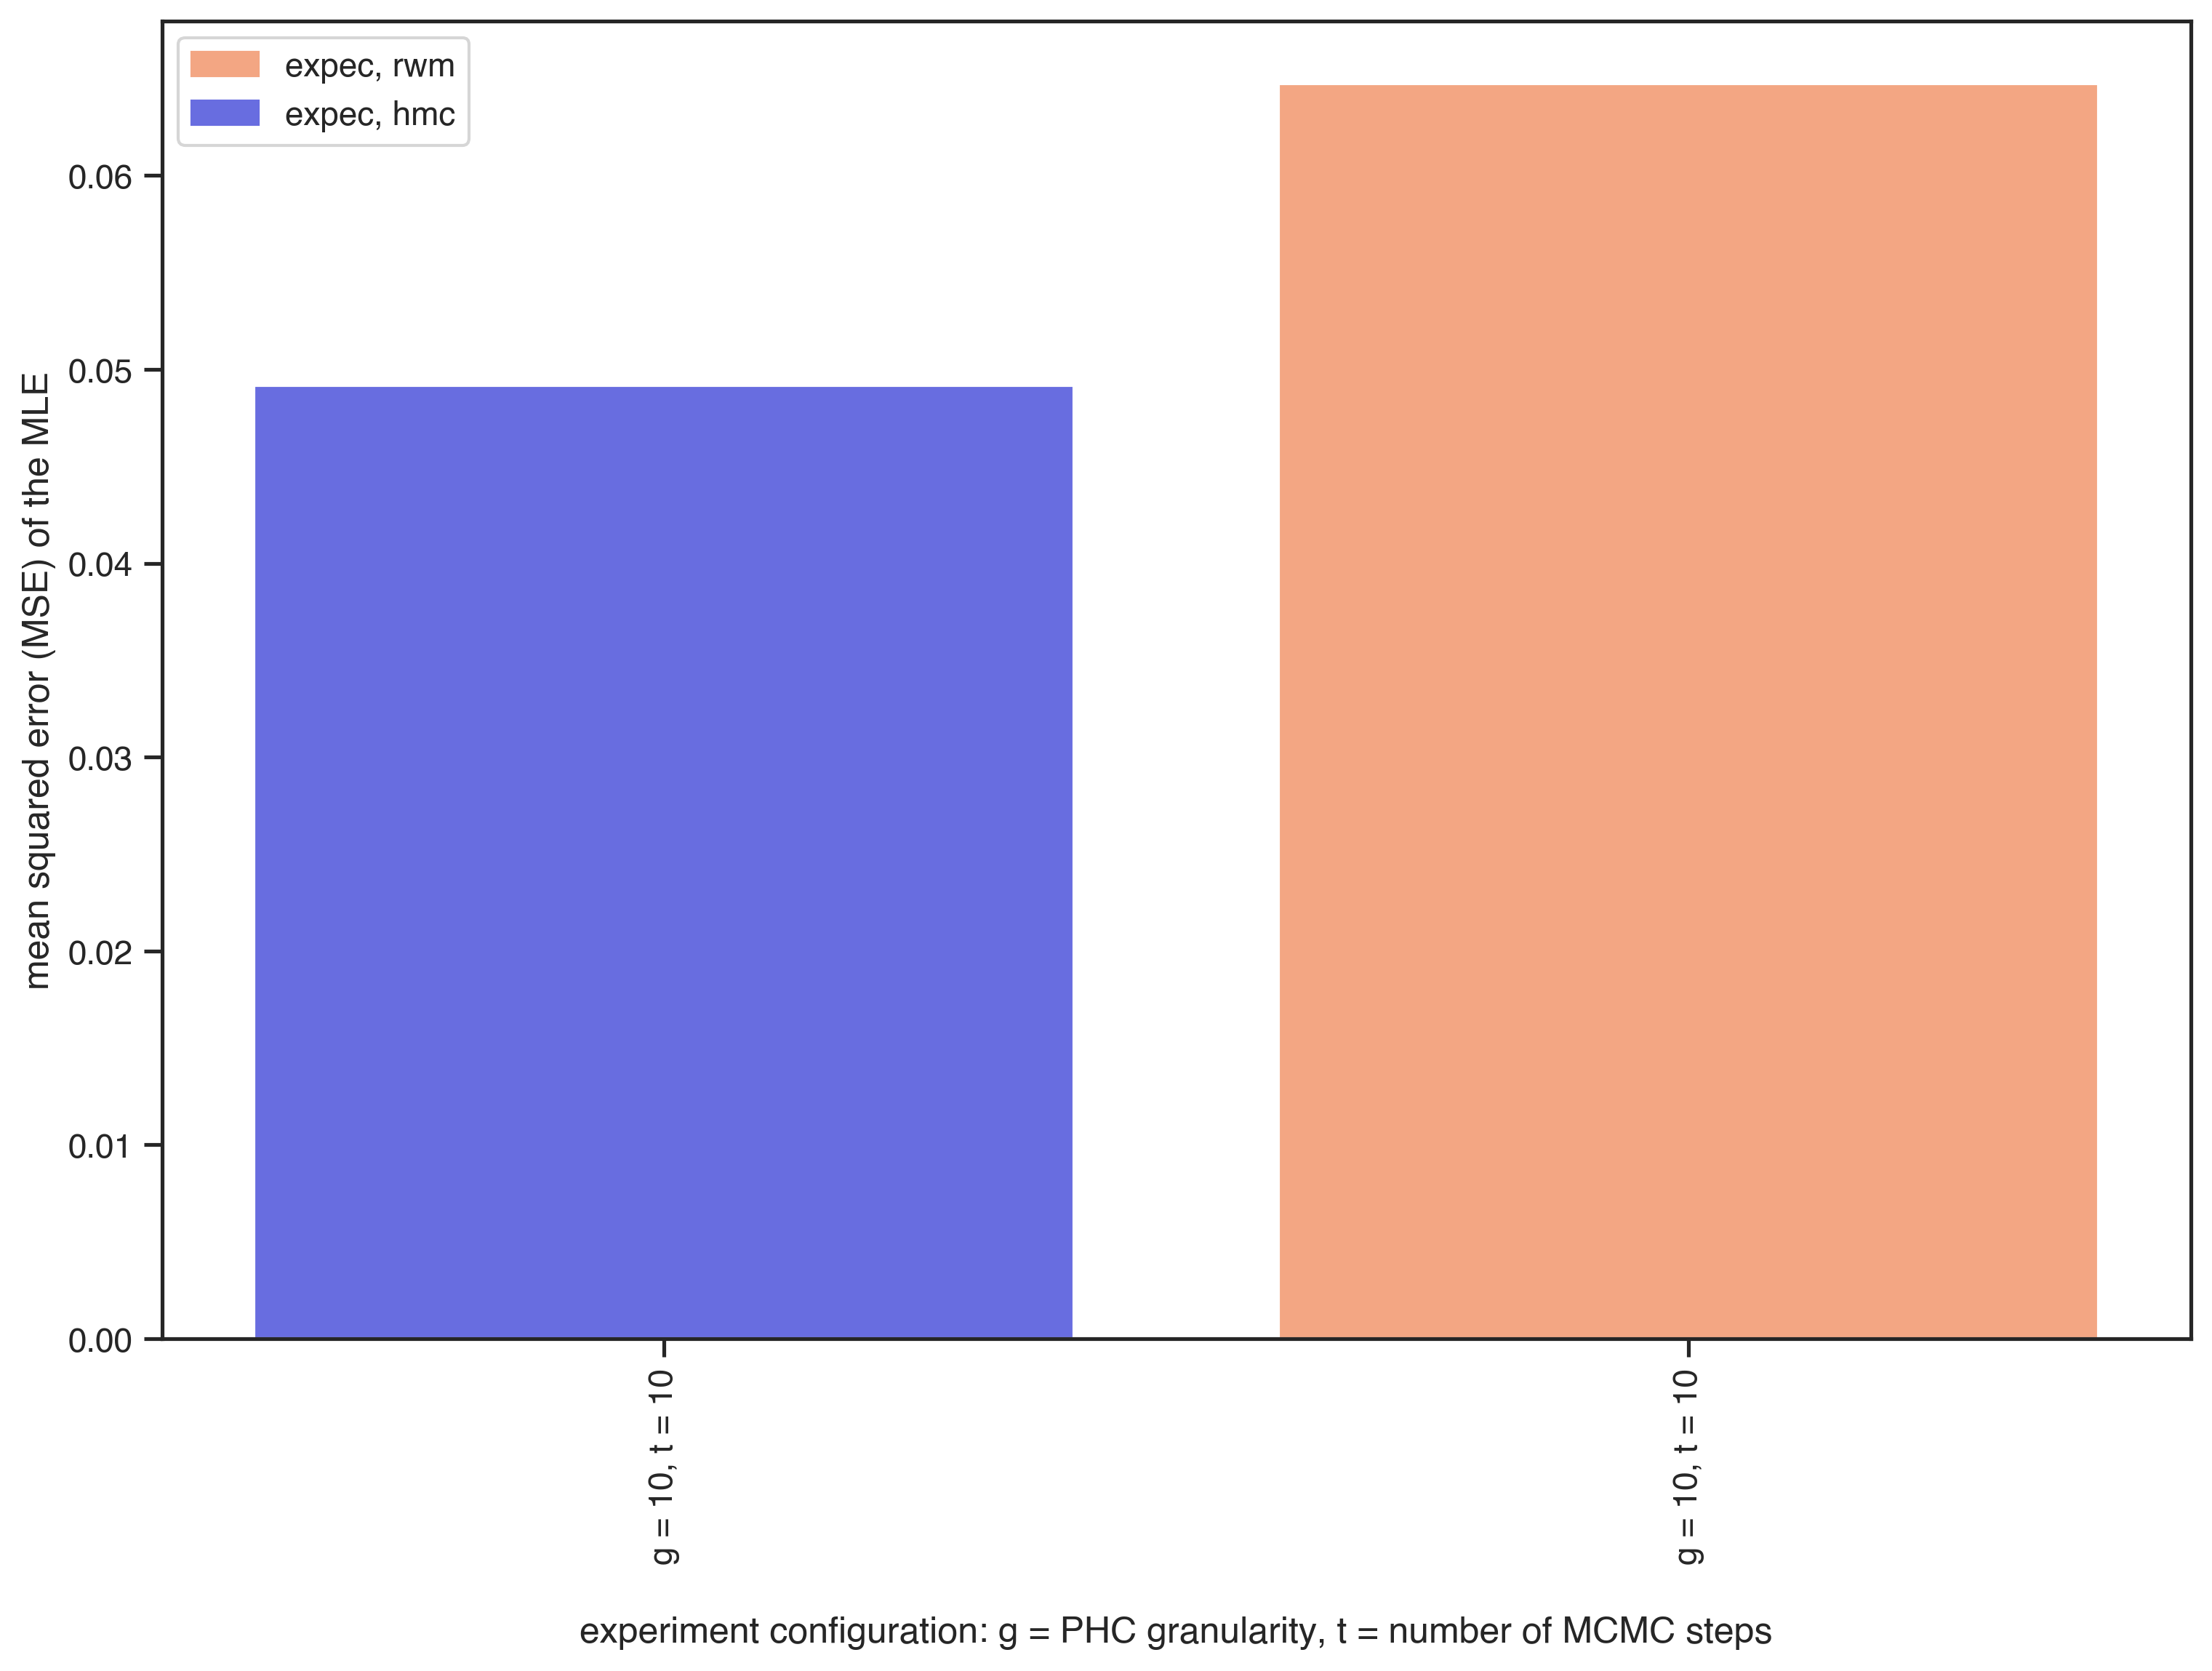 expec, rwm
expec, hmc
mean squared error (MSE) of the MLE
0.06
0.05
0.04
0.03
0.02
0.01
0.00
g = 10, t = 10
g = 10, t = 10
experiment configuration: g = PHC granularity, t = number of MCMC steps